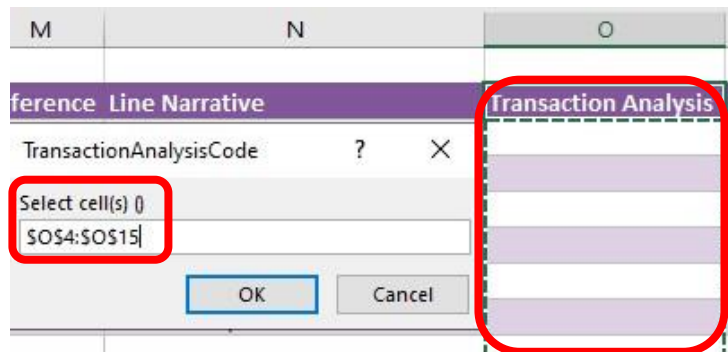 M N O
ference Line Narrative Transaction Analysis
TransactionAnalysisCode ? ×
Select cell(s) ()
$O$4:$O$15
OK Cancel